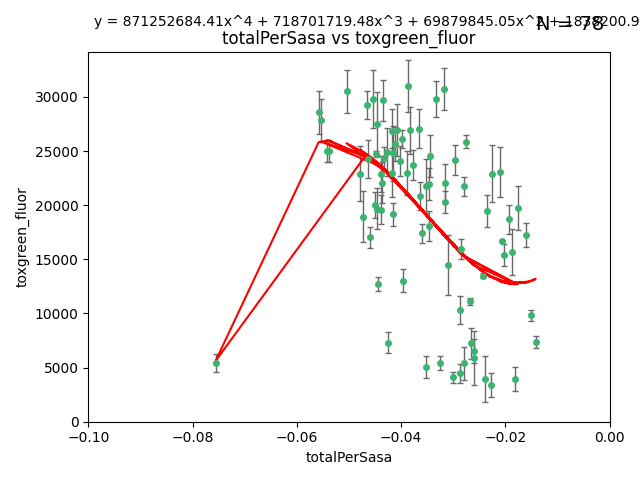 y = 871252684.41x^4 + 718701719.48x^3 + 69879845.05x^2 + 1838200.9
N = 78
totalPerSasa vs toxgreen_fluor
30000
25000
20000
15000
10000
5000
0
toxgreen_fluor
−0.10 −0.08 −0.06 −0.04 −0.02 0.00
totalPerSasa